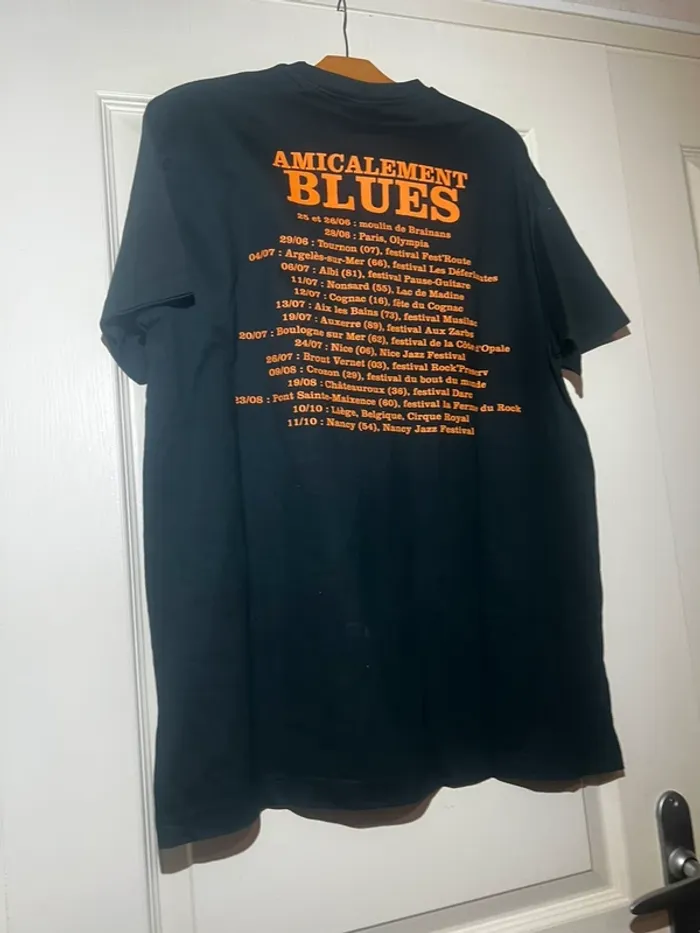 AMICALEMENT
BLUES
25 et 26/06 : moulin de Brainans
28/06 : Paris, Olympia
29/06 : Tournon (07), festival Fest'Route
04/07 : Argelès-sur-Mer (66), festival Les Déferlantes
06/07 : Albi (81), festival Pause-Guitare
11/07 : Nonsard (55), Lac de Madine
12/07 : Cognac (16), fête du Cognac
13/07 : Aix les Bains (73), festival Musilac
19/07 : Auxerre (89), festival Aux Zarbs
20/07 : Boulogne sur Mer (62), festival de la Côte d'Opale
24/07 : Nice (06), Nice Jazz Festival
26/07 : Brout Vernet (03), festival Rock'Preserv
09/08 : Crozon (29), festival du bout du monde
19/08 : Châteauroux (36), festival Darc
23/08 : Pont Sainte-Maixence (60), festival la Ferme du Rock
10/10 : Liège, Belgique, Cirque Royal
11/10 : Nancy (54), Nancy Jazz Festival